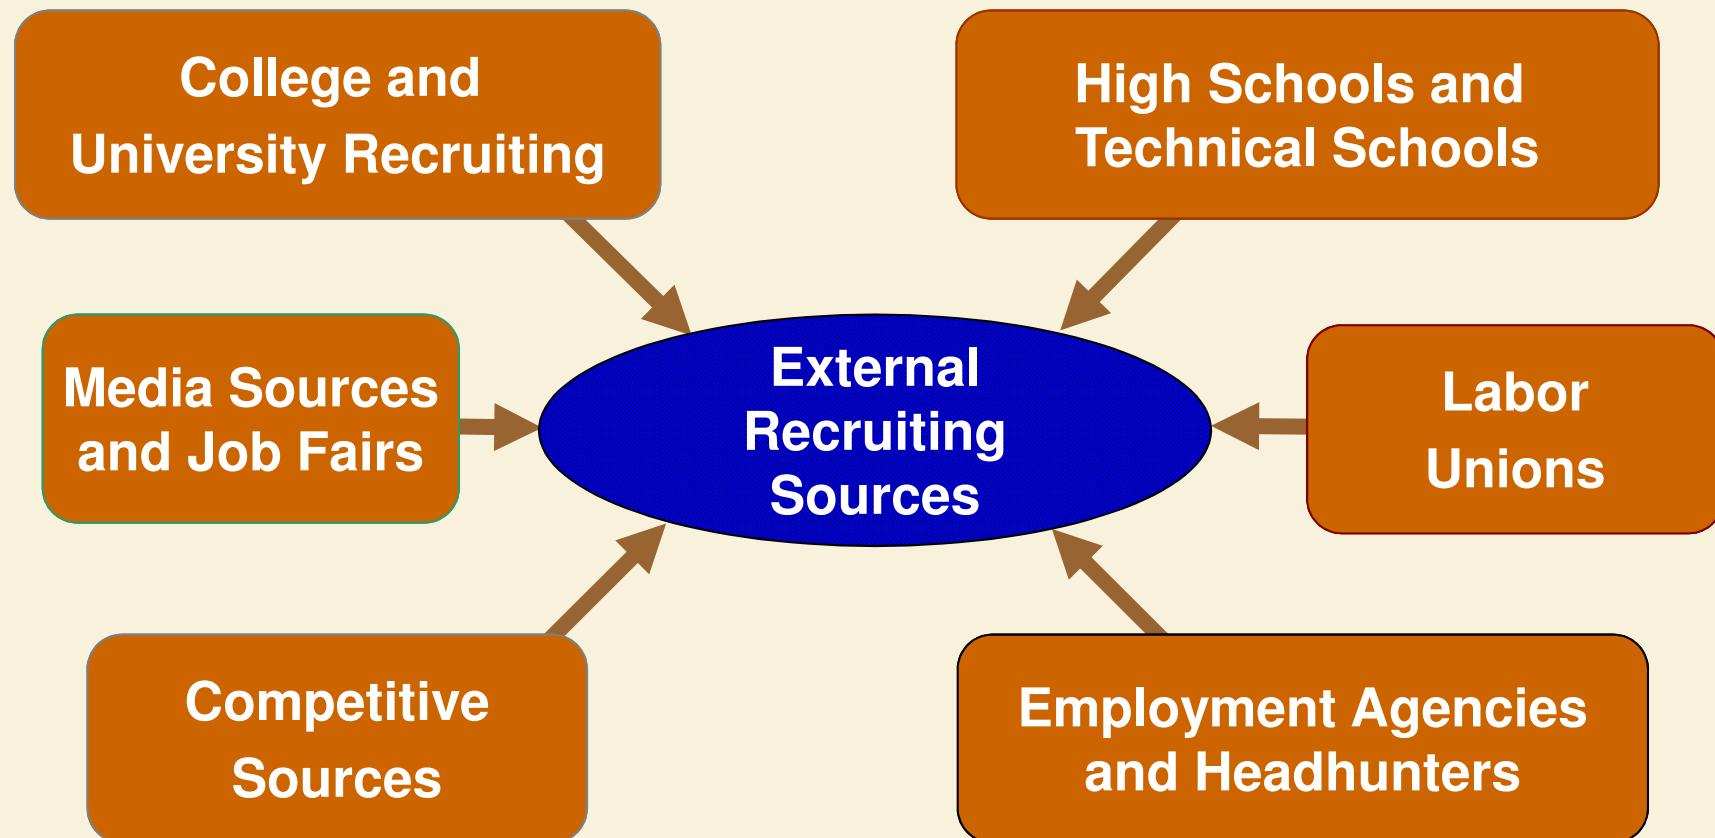 College and
University Recruiting
High Schools and
Technical Schools
Media Sources
and Job Fairs
External
Recruiting
Sources
Labor
Unions
Competitive
Sources
Employment Agencies
and Headhunters